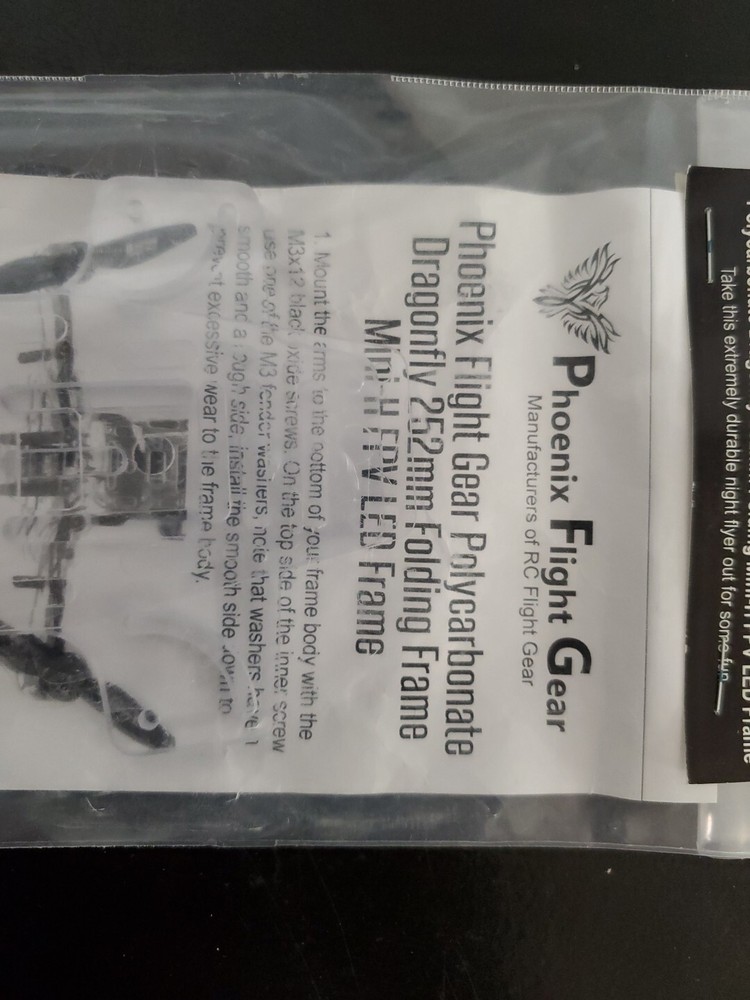 Take this extremely durable night flyer out for some fun
Phoenix Flight Gear
Manufacturers of RC Flight Gear
Phoenix Flight Gear Polycarbonate
Dragonfly 252mm Folding Frame
Mini-H FPV LED Frame
1. Mount the arms to the bottom of your frame body with the
M3x12 black oxide screws. On the top side of the inner screw
use one of the M3 fender washers, note that washers have 1
smooth and a rough side, install the smooth side down to
prevent excessive wear to the frame body.